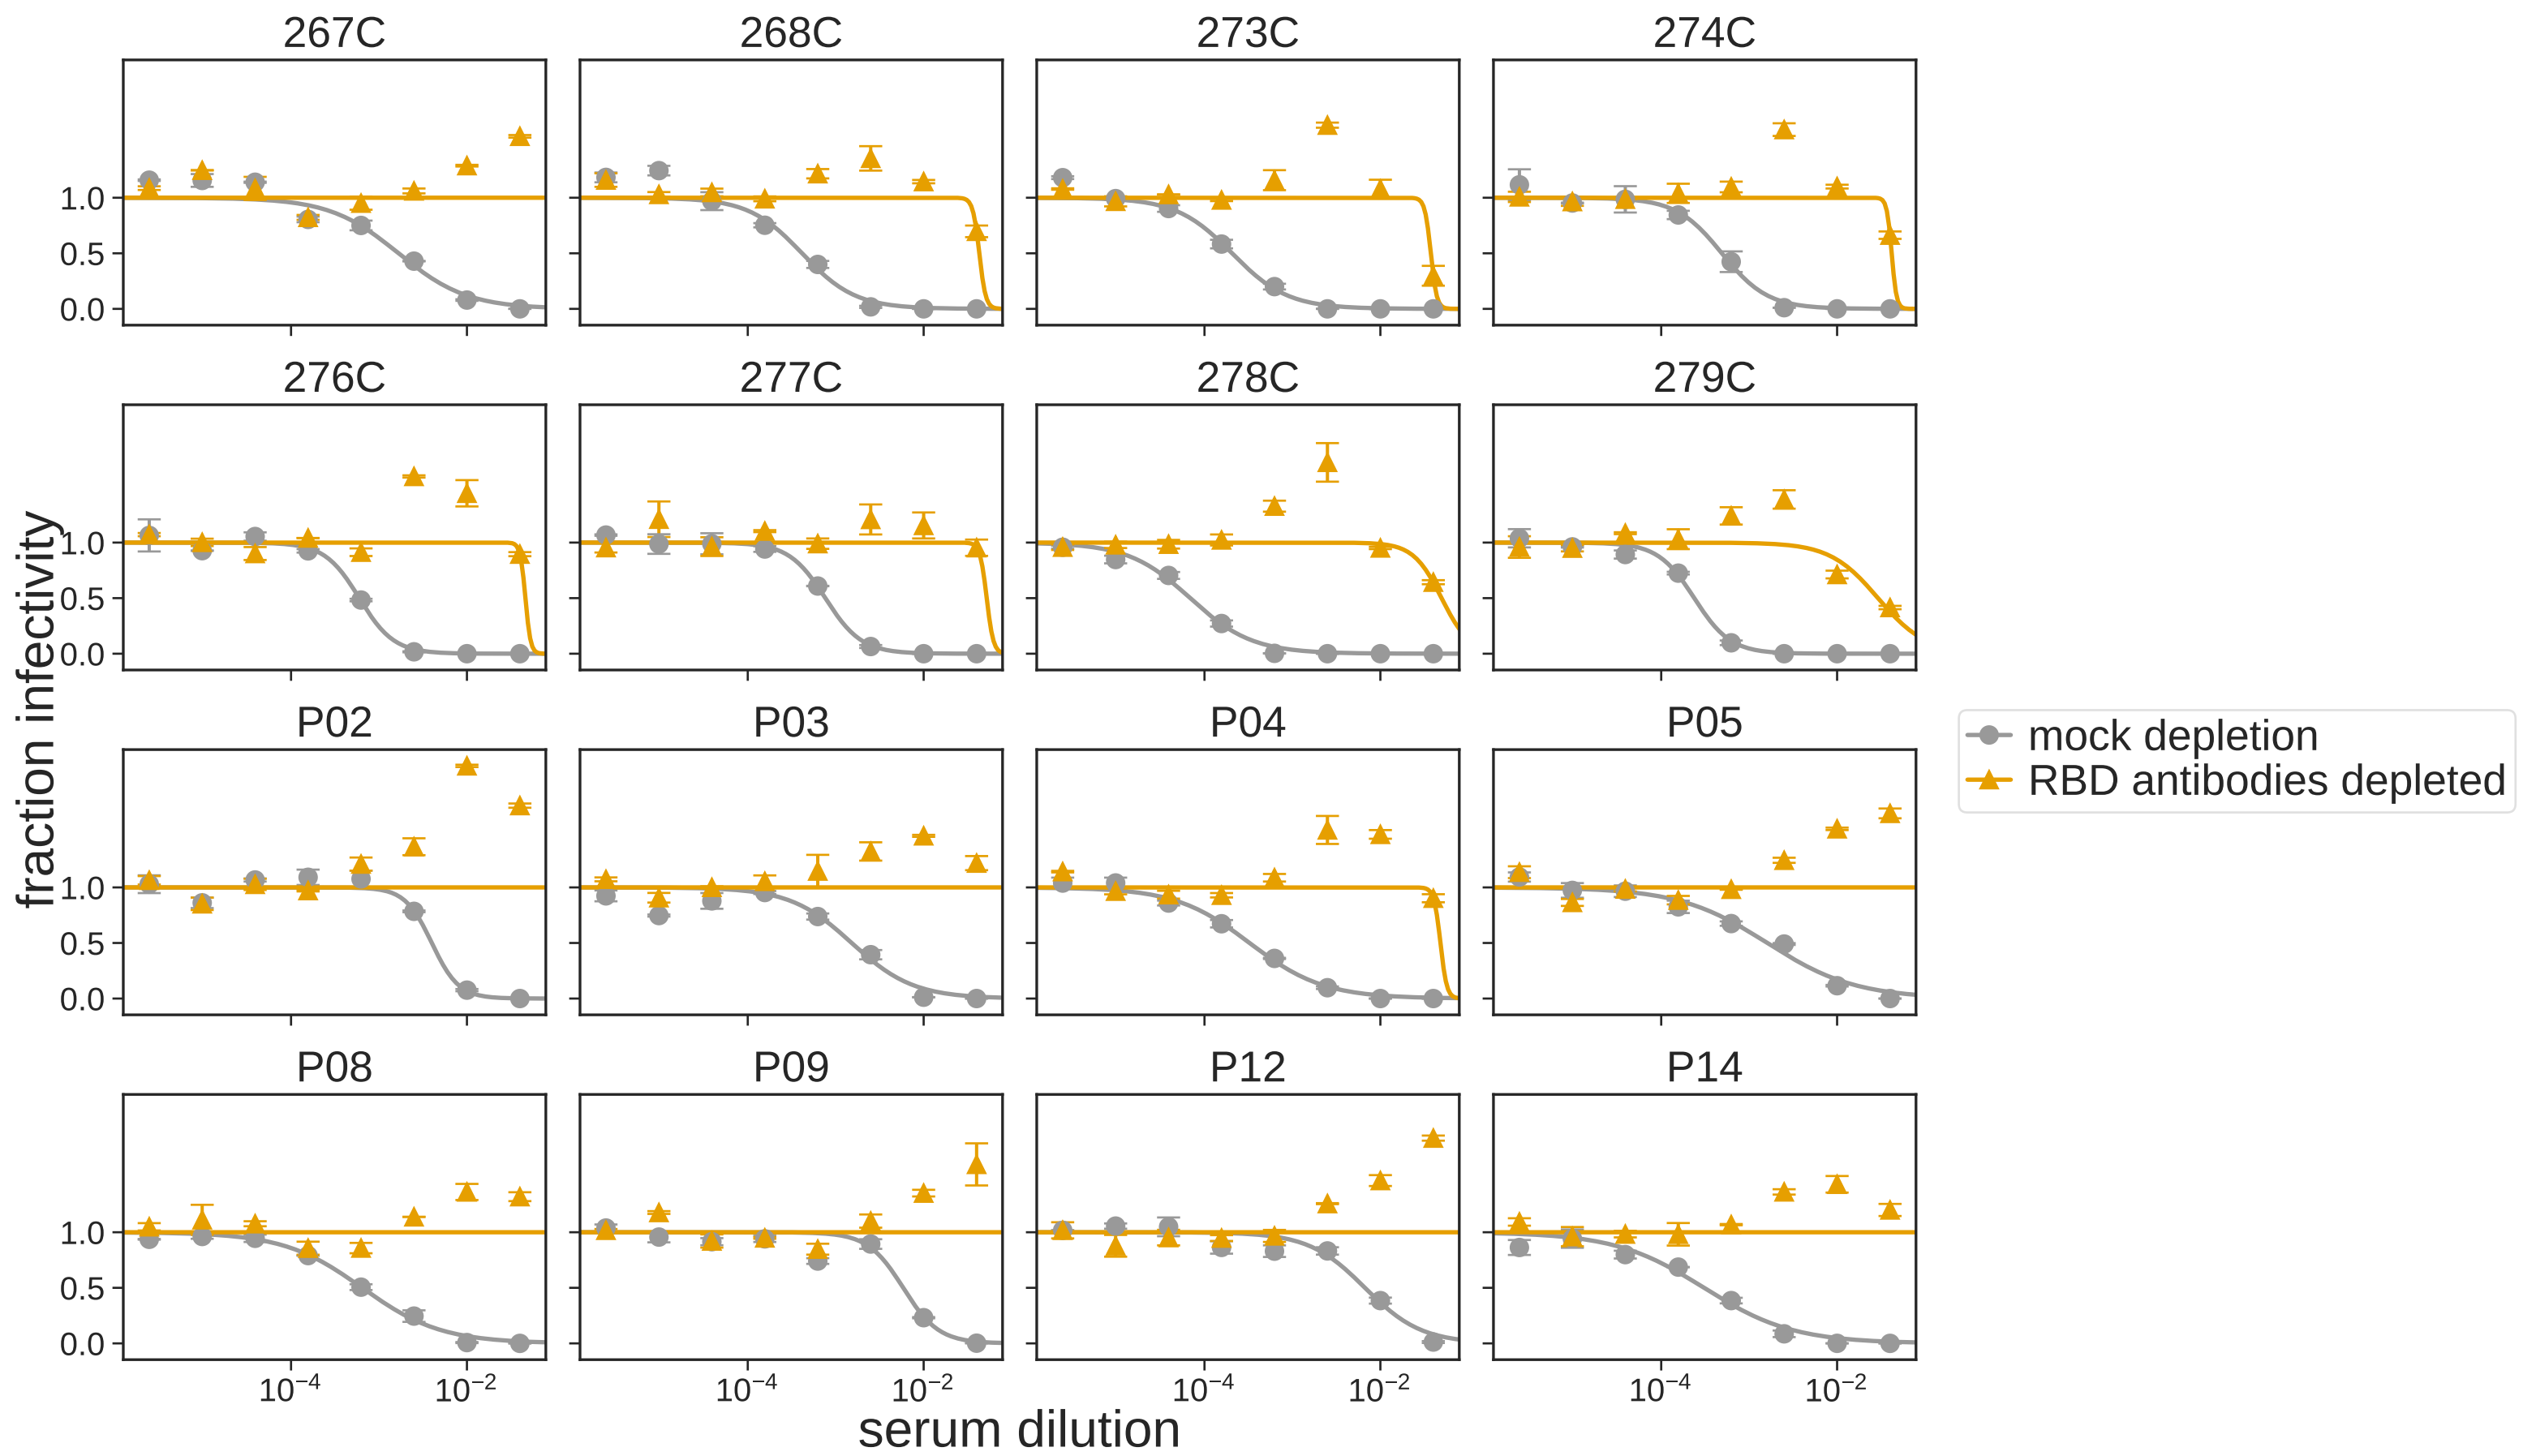 267C
268C
273C
274C
1.0
0.5
0.0
276C
277C
278C
279C
1.0
0.5
0.0
fraction infectivity
P02
P03
P04
P05
mock depletion
RBD antibodies depleted
1.0
0.5
0.0
P08
P09
P12
P14
1.0
0.5
0.0
10⁻⁴ 10⁻² 10⁻⁴ 10⁻² 10⁻⁴ 10⁻² 10⁻⁴ 10⁻²
serum dilution